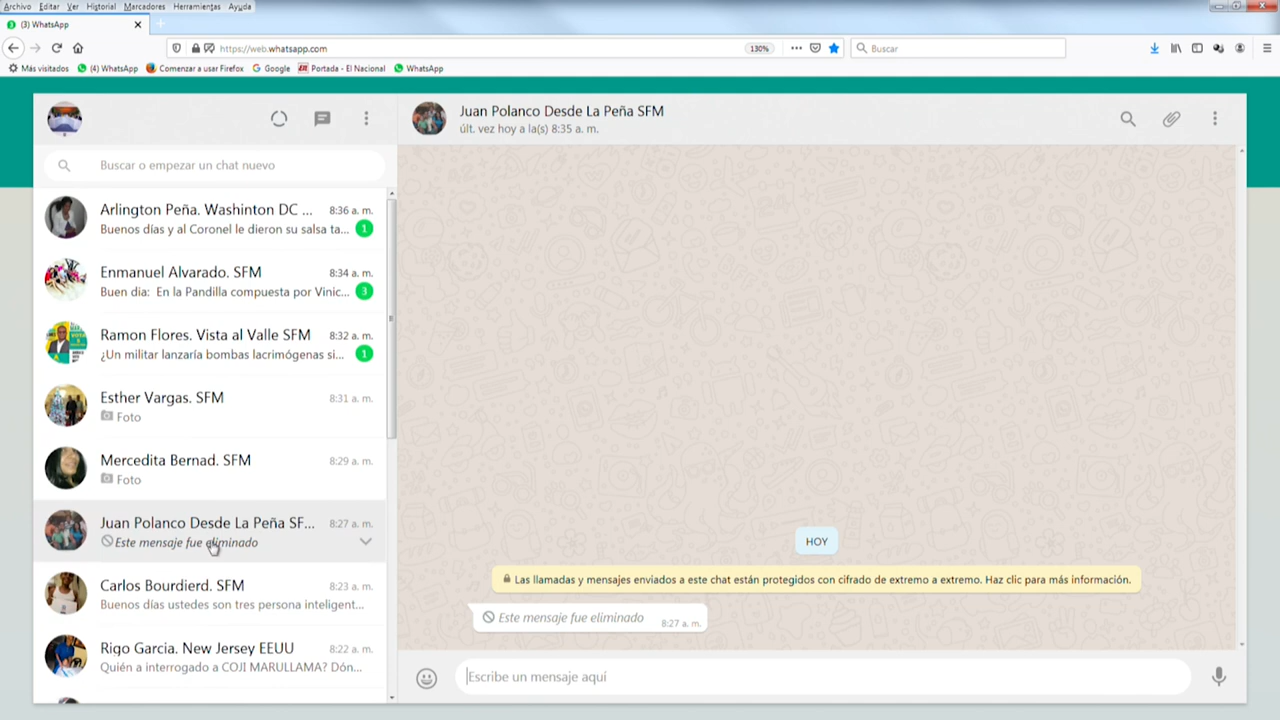 Archivo Editar Ver Historial Marcadores Herramientas Ayuda
(3) WhatsApp
https://web.whatsapp.com
130%
Buscar
Más visitados
(4) WhatsApp
Comenzar a usar Firefox
Google
Portada - El Nacional
WhatsApp
Buscar o empezar un chat nuevo
Arlington Peña. Washinton DC ...
8:36 a. m.
Buenos días y al Coronel le dieron su salsa ta...
1
Enmanuel Alvarado. SFM
8:34 a. m.
Buen dia: En la Pandilla compuesta por Vinic...
3
Ramon Flores. Vista al Valle SFM
8:32 a. m.
¿Un militar lanzaría bombas lacrimógenas si...
1
Esther Vargas. SFM
8:31 a. m.
Foto
Mercedita Bernad. SFM
8:29 a. m.
Foto
Juan Polanco Desde La Peña SF...
8:27 a. m.
Este mensaje fue eliminado
Carlos Bourdierd. SFM
8:23 a. m.
Buenos días ustedes son tres persona inteligent...
Rigo Garcia. New Jersey EEUU
8:22 a. m.
Quién a interrogado a COJI MARULLAMA? Dón...
Juan Polanco Desde La Peña SFM
últ. vez hoy a la(s) 8:35 a. m.
HOY
Las llamadas y mensajes enviados a este chat están protegidos con cifrado de extremo a extremo. Haz clic para más información.
Este mensaje fue eliminado
8:27 a. m.
Escribe un mensaje aquí